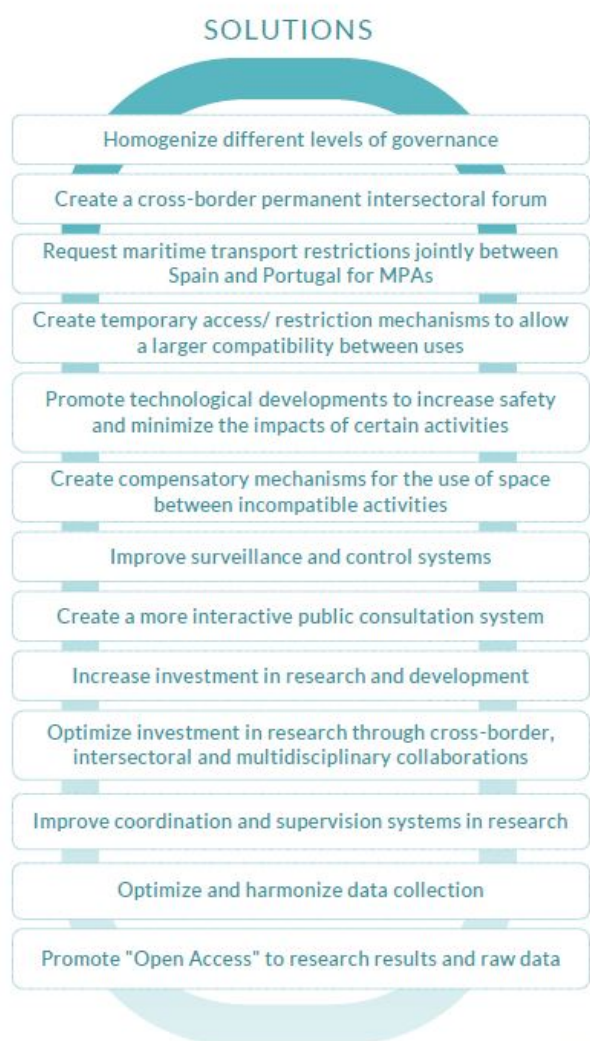 SOLUTIONS
Homogenize different levels of governance
Create a cross-border permanent intersectoral forum
Request maritime transport restrictions jointly between
Spain and Portugal for MPAs
Create temporary access/ restriction mechanisms to allow
a larger compatibility between uses
Promote technological developments to increase safety
and minimize the impacts of certain activities
Create compensatory mechanisms for the use of space
between incompatible activities
Improve surveillance and control systems
Create a more interactive public consultation system
Increase investment in research and development
Optimize investment in research through cross-border,
intersectoral and multidisciplinary collaborations
Improve coordination and supervision systems in research
Optimize and harmonize data collection
Promote "Open Access" to research results and raw data